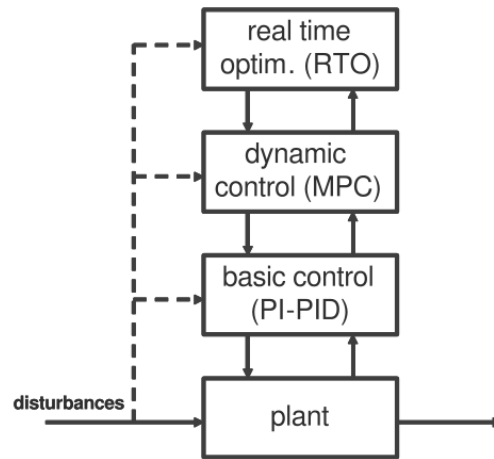 real time
optim. (RTO)
dynamic
control (MPC)
basic control
(PI-PID)
disturbances
plant